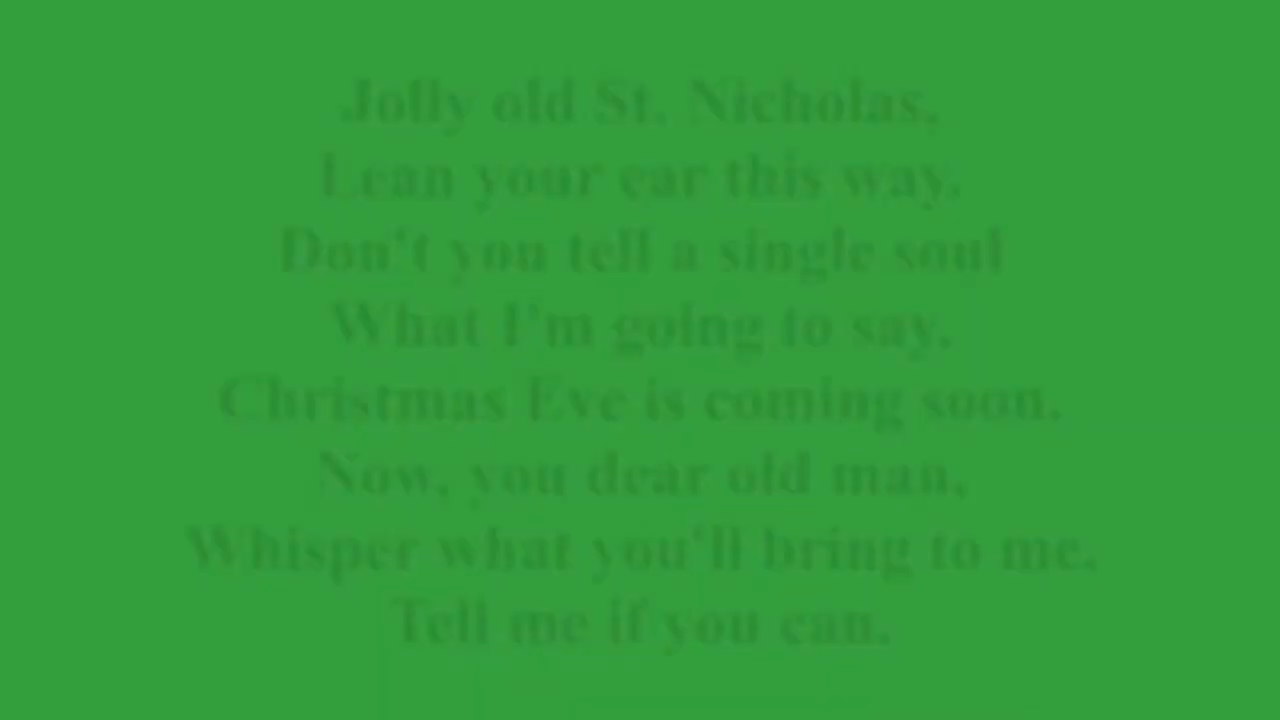 Jolly old St. Nicholas,
Lean your ear this way.
Don't you tell a single soul
What I'm going to say.
Christmas Eve is coming soon.
Now, you dear old man,
Whisper what you'll bring to me.
Tell me if you can.